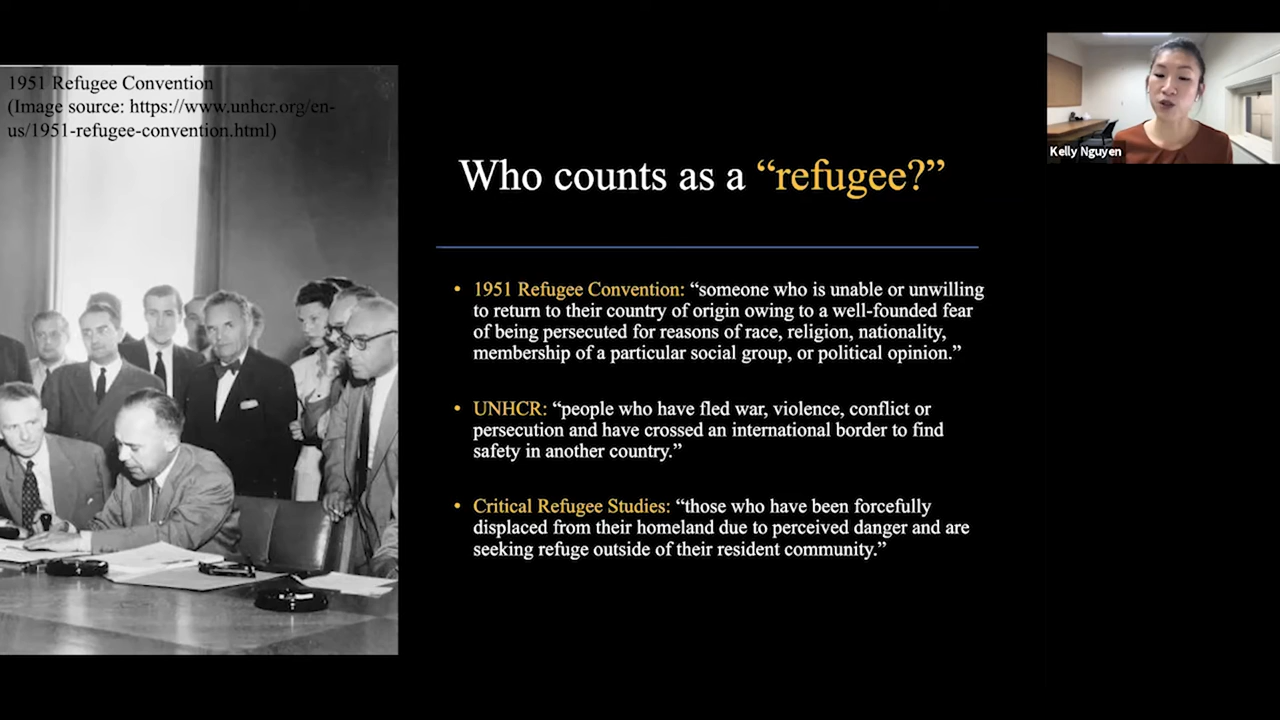 1951 Refugee Convention
(Image source: https://www.unhcr.org/en-
us/1951-refugee-convention.html)
Kelly Nguyen
Who counts as a “refugee?”
• 1951 Refugee Convention: “someone who is unable or unwilling
to return to their country of origin owing to a well-founded fear
of being persecuted for reasons of race, religion, nationality,
membership of a particular social group, or political opinion.”
• UNHCR: “people who have fled war, violence, conflict or
persecution and have crossed an international border to find
safety in another country.”
• Critical Refugee Studies: “those who have been forcefully
displaced from their homeland due to perceived danger and are
seeking refuge outside of their resident community.”